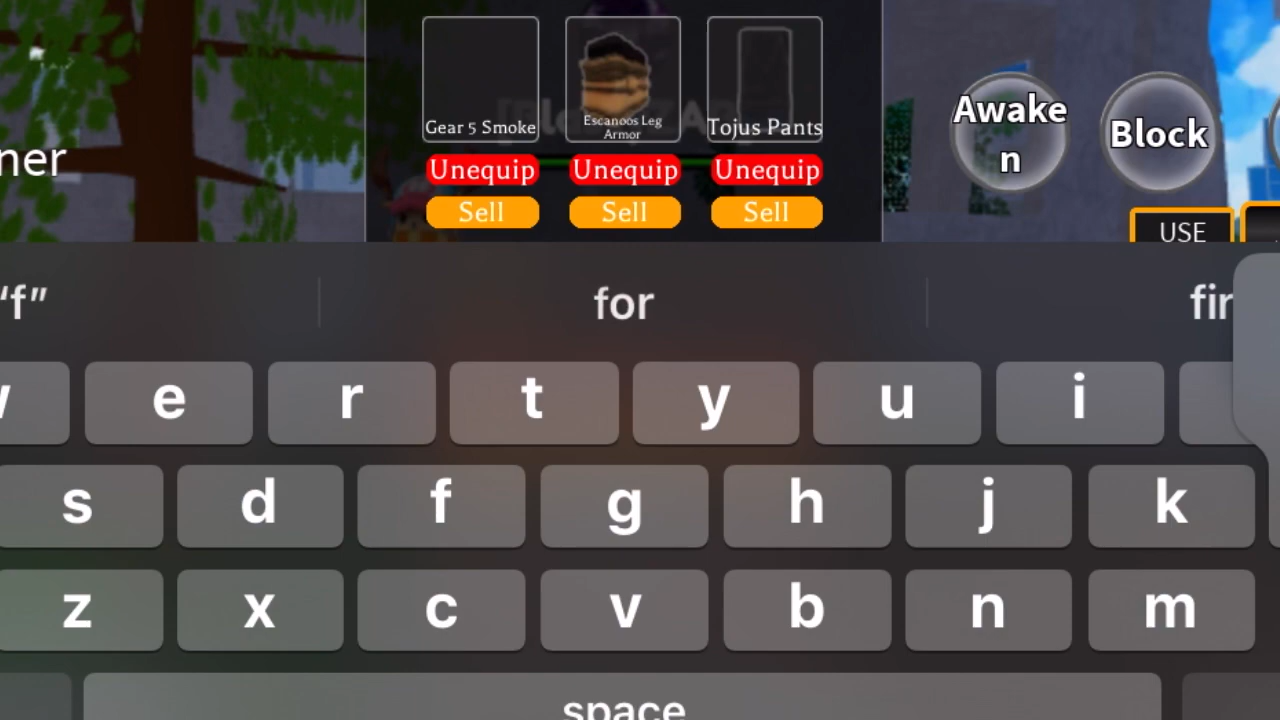 Gear 5 Smoke
Escanoos Leg
Armor
Tojus Pants
Unequip Unequip Unequip
Sell Sell Sell
ner
Awake
n
Block
USE
"f" for fir
e r t y u i
s d f g h j k
z x c v b n m
space